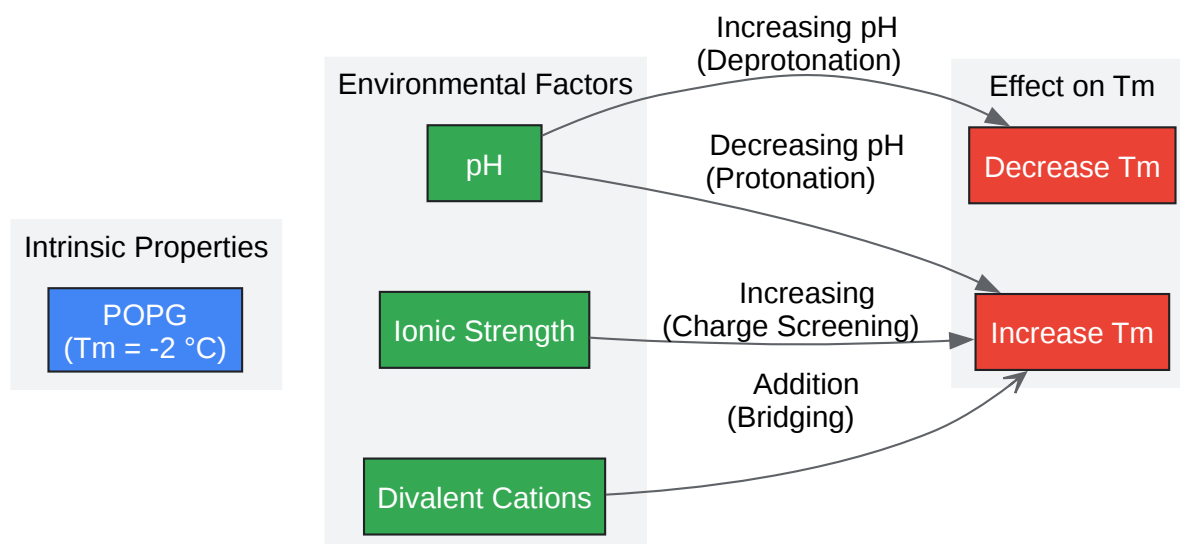 Intrinsic Properties
POPG
(Tm = -2 °C)
Environmental Factors
pH
Ionic Strength
Divalent Cations
Increasing pH
(Deprotonation)
Decreasing pH
(Protonation)
Increasing
(Charge Screening)
Addition
(Bridging)
Effect on Tm
Decrease Tm
Increase Tm